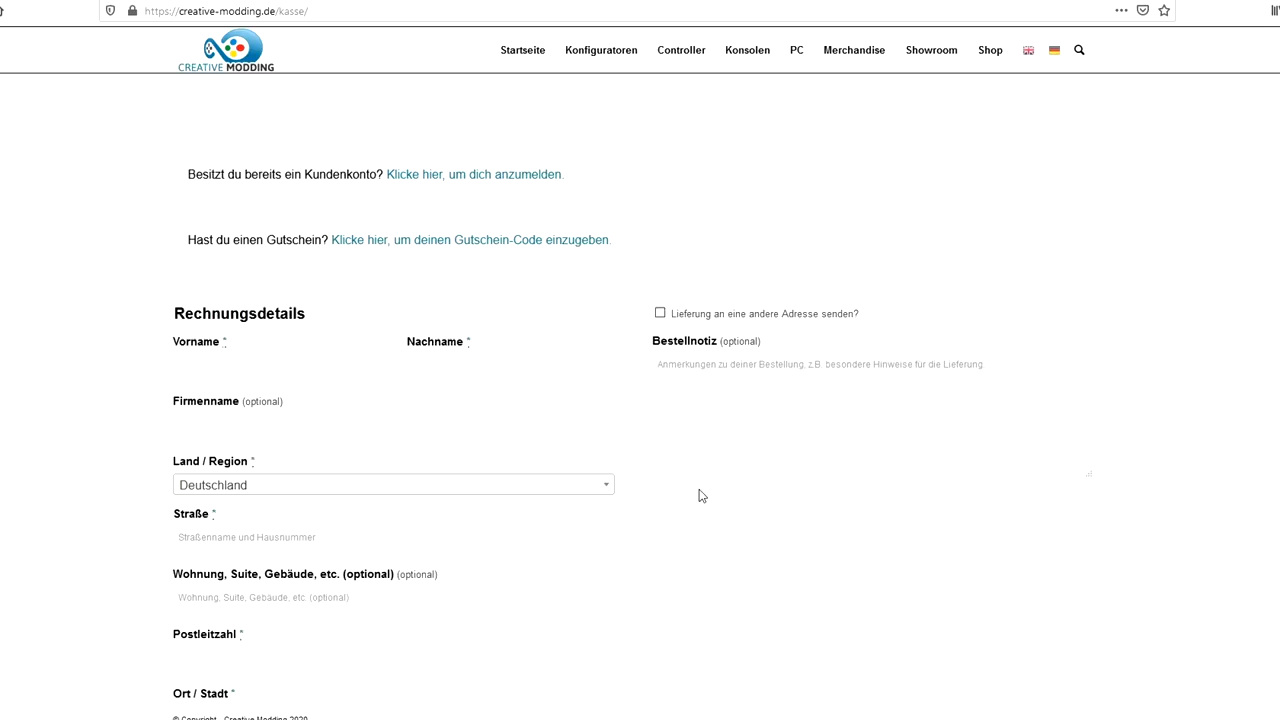 https://creative-modding.de/kasse/
CREATIVE MODDING
Startseite Konfiguratoren Controller Konsolen PC Merchandise Showroom Shop
Besitzt du bereits ein Kundenkonto? Klicke hier, um dich anzumelden.
Hast du einen Gutschein? Klicke hier, um deinen Gutschein-Code einzugeben.
Rechnungsdetails
Lieferung an eine andere Adresse senden?
Vorname * Nachname *
Bestellnotiz (optional)
Anmerkungen zu deiner Bestellung, z.B. besondere Hinweise für die Lieferung.
Firmenname (optional)
Land / Region *
Deutschland
Straße *
Straßenname und Hausnummer
Wohnung, Suite, Gebäude, etc. (optional) (optional)
Wohnung, Suite, Gebäude, etc. (optional)
Postleitzahl *
Ort / Stadt *
© Copyright - Creative Modding 2020